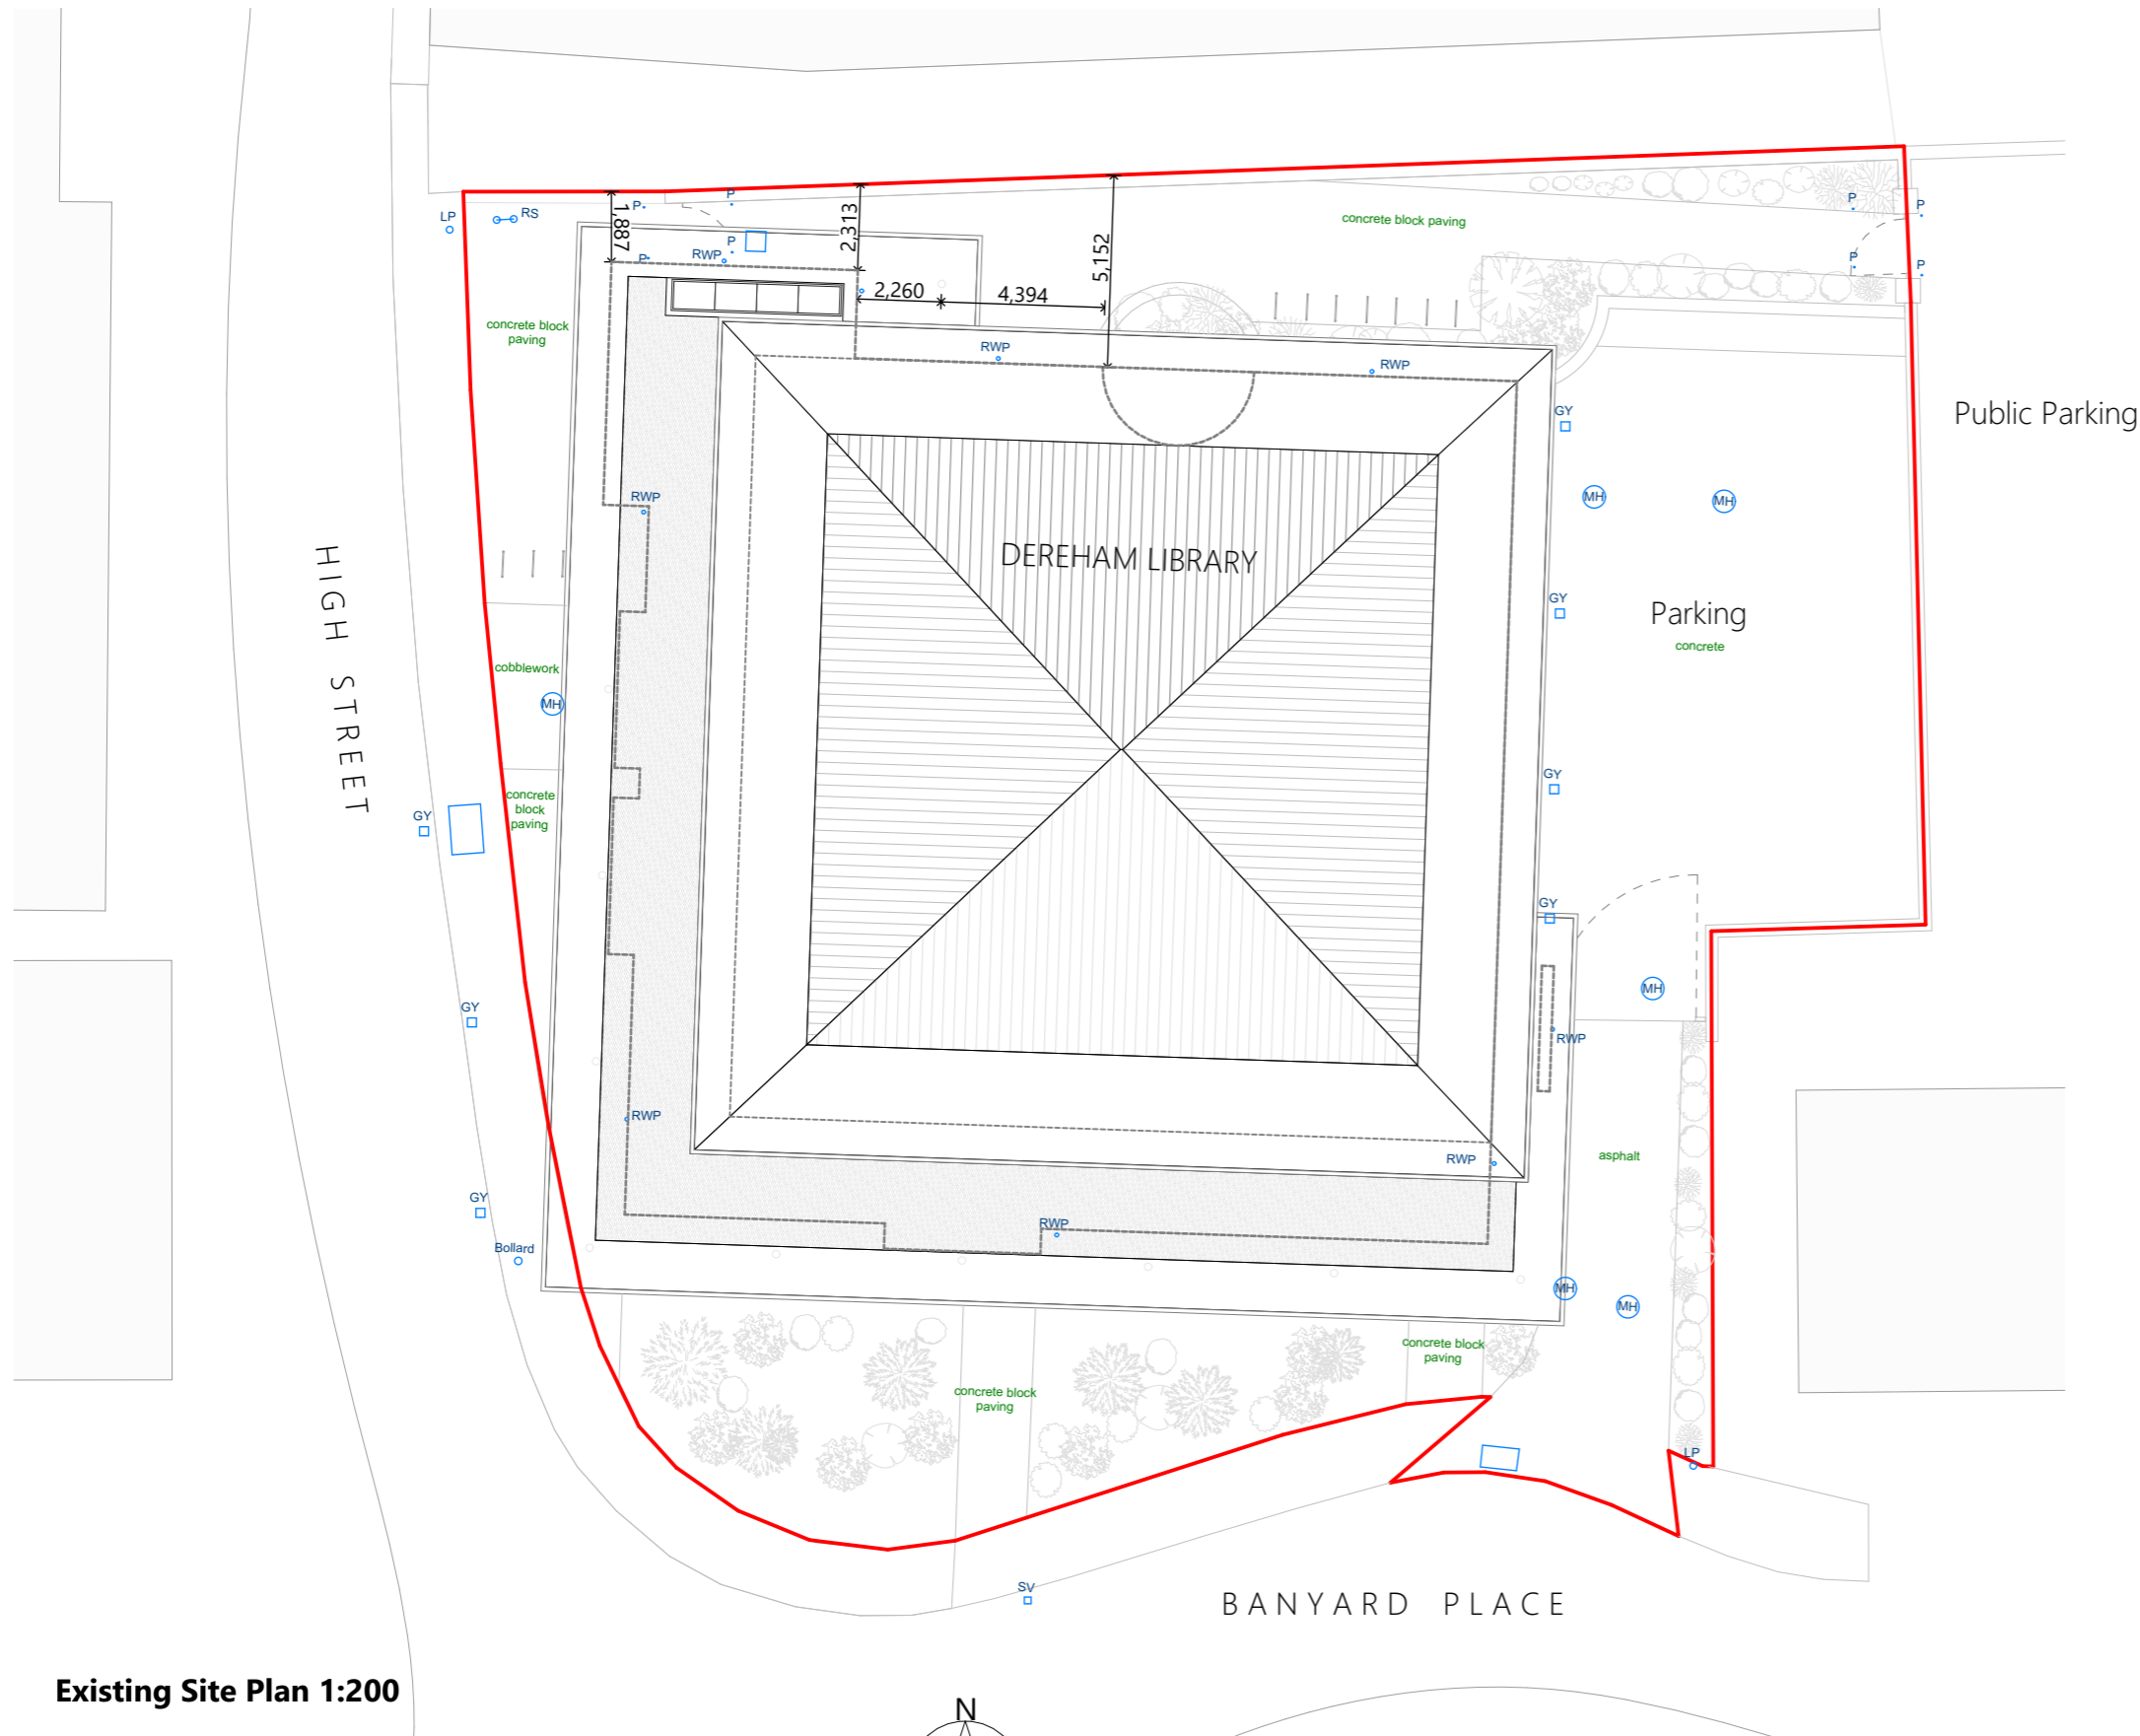 P
LP
RS
P
P
P
P
1,887
2,313
5,152
concrete block paving
P
RWP
P
P
P
2,260
4,394
concrete block
paving
RWP
RWP
Public Parking
GY
RWP
MH
MH
DEREHAM LIBRARY
HIGH STREET
GY
Parking
concrete
cobblework
MH
GY
concrete
block
paving
GY
GY
MH
GY
RWP
RWP
asphalt
RWP
GY
RWP
Bollard
MH
MH
concrete block
paving
concrete block
paving
LP
SV
BANYARD PLACE
Existing Site Plan 1:200
N